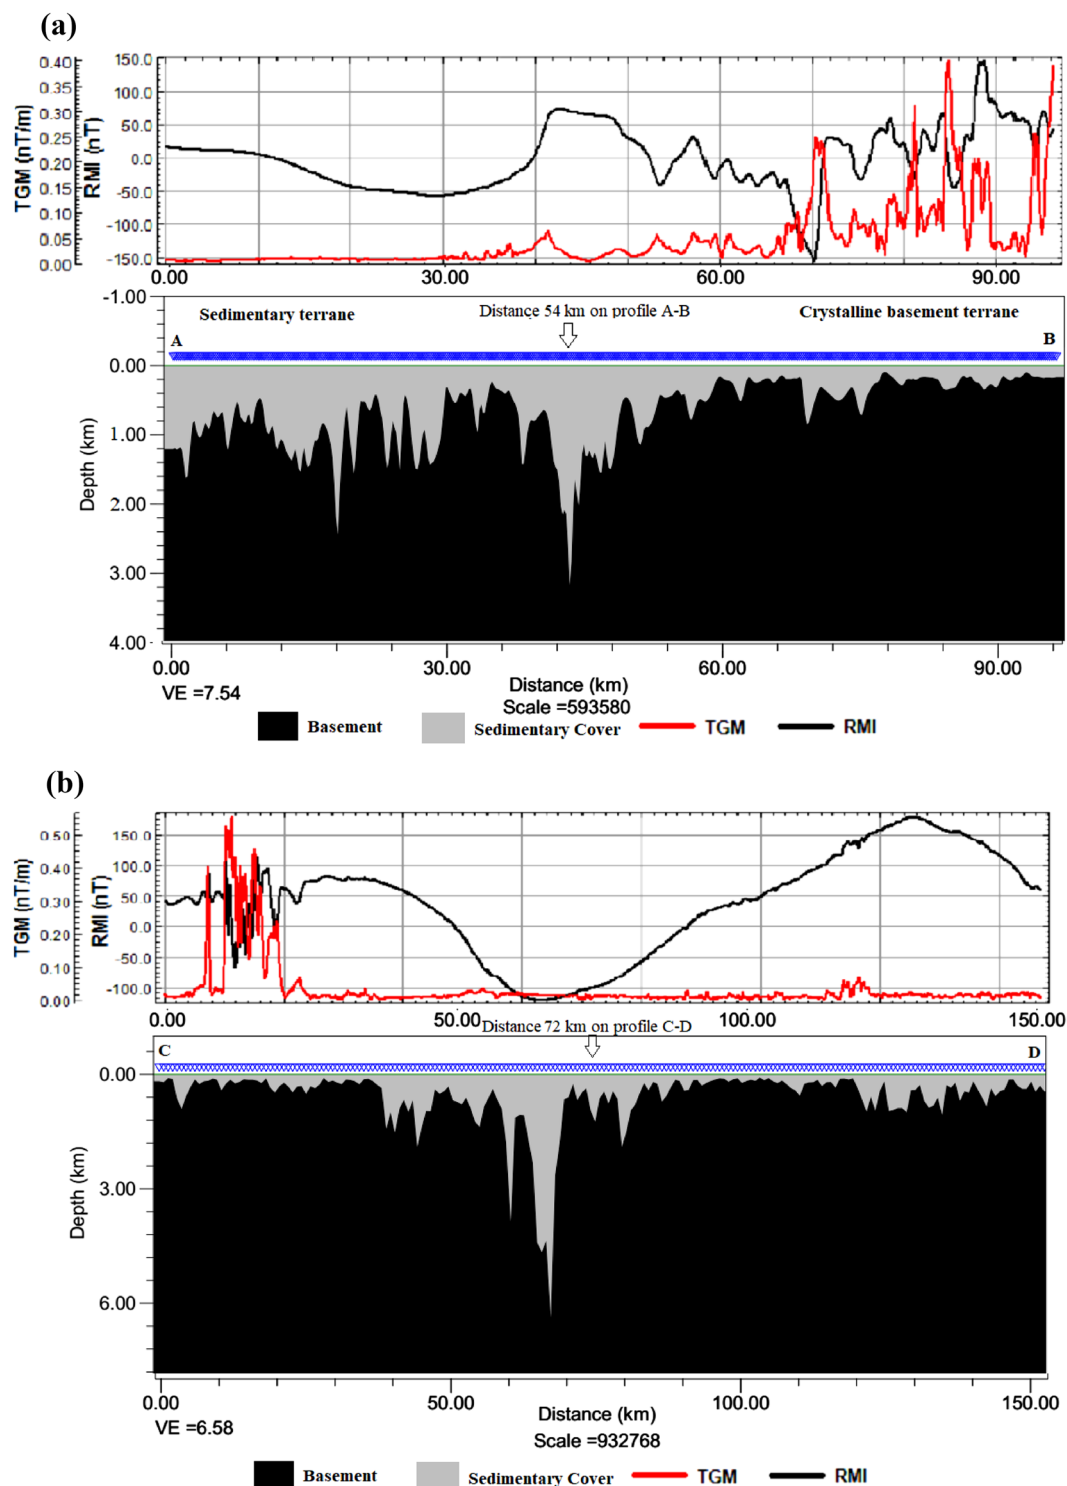 (a)
TGM (nT/m)
0.40
0.35
0.30
0.25
0.20
0.15
0.10
0.05
0.00
RMI (nT)
150.0
100.0
50.0
0.0
-50.0
-100.0
-150.0
0.00 30.00 60.00 90.00
Sedimentary terrane
Distance 54 km on profile A-B
Crystalline basement terrane
A
B
Depth (km)
-1.00
0.00
1.00
2.00
3.00
4.00
0.00 30.00 60.00 90.00
VE =7.54
Distance (km)
Scale =593580
Basement Sedimentary Cover TGM RMI
(b)
TGM (nT/m)
0.50
0.40
0.30
0.20
0.10
0.00
RMI (nT)
150.0
100.0
50.0
0.0
-50.0
-100.0
0.00 50.00 100.00 150.00
Distance 72 km on profile C-D
C
D
Depth (km)
0.00
3.00
6.00
0.00 50.00 100.00 150.00
VE =6.58
Distance (km)
Scale =932768
Basement Sedimentary Cover TGM RMI